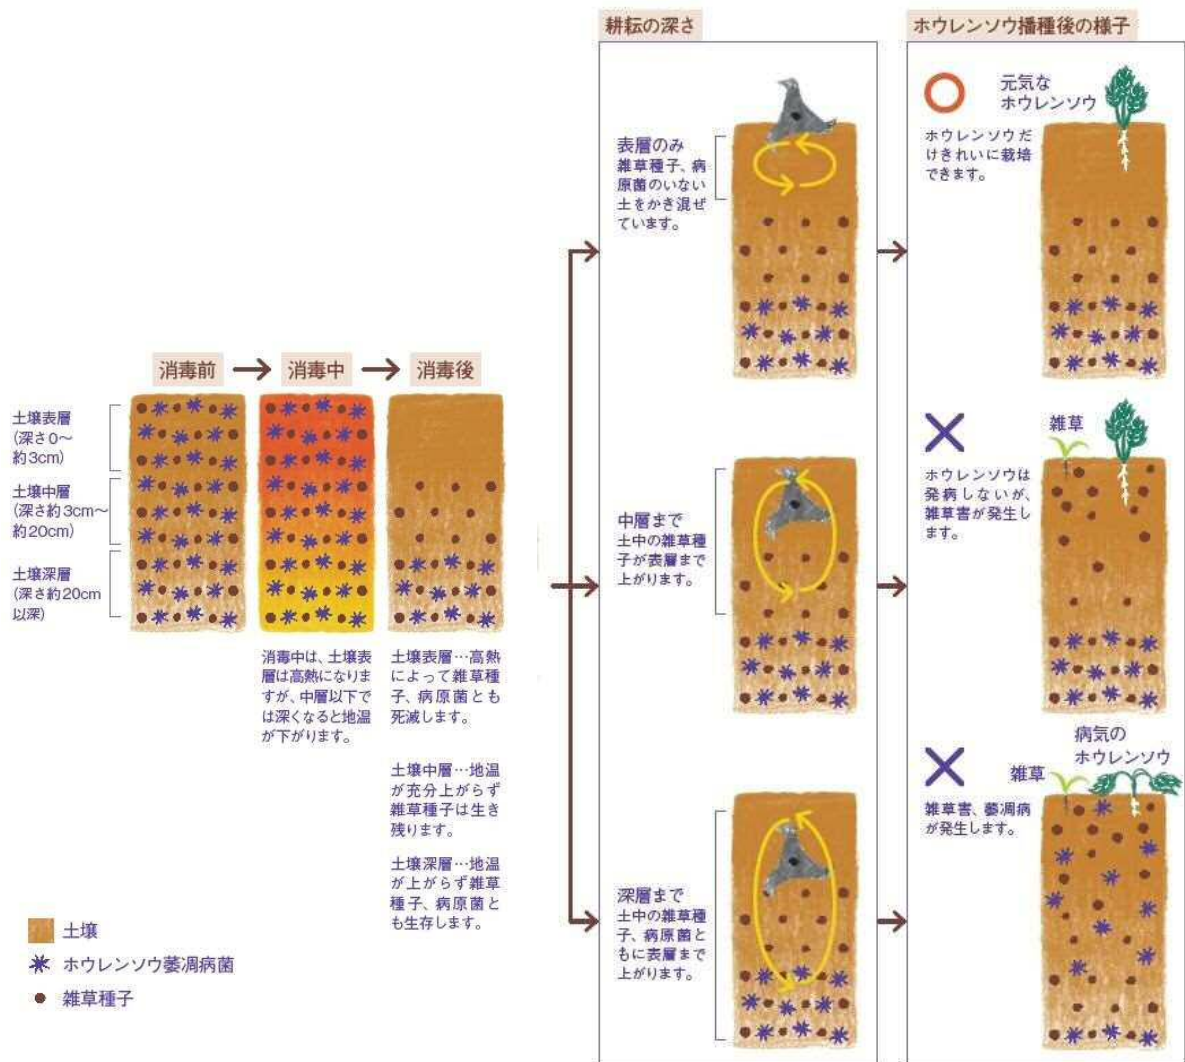 耕耘の深さ
ホウレンソウ播種後の様子
表層のみ
雑草種子、病
原菌のいない
土をかき混ぜ
ています。
元気な
ホウレンソウ
ホウレンソウだ
けきれいに栽培
できます。
消毒前
消毒中
消毒後
土壌表層
(深さ0〜
約3cm)
土壌中層
(深さ約3cm〜
約20cm)
土壌深層
(深さ約20cm
以深)
消毒中は、土壌表
層は高熱になりま
すが、中層以下で
は深くなると地温
が下がります。
土壌表層…高熱
によって雑草種
子、病原菌とも
死滅します。
土壌中層…地温
が充分上がらず
雑草種子は生き
残ります。
土壌深層…地温
が上がらず雑草
種子、病原菌と
も生存します。
中層まで
土中の雑草種
子が表層まで
上がります。
雑草
ホウレンソウは
発病しないが、
雑草害が発生し
ます。
深層まで
土中の雑草種
子、病原菌と
もに表層まで
上がります。
病気の
ホウレンソウ
雑草
雑草害、萎凋病
が発生します。
土壌
ホウレンソウ萎凋病菌
雑草種子